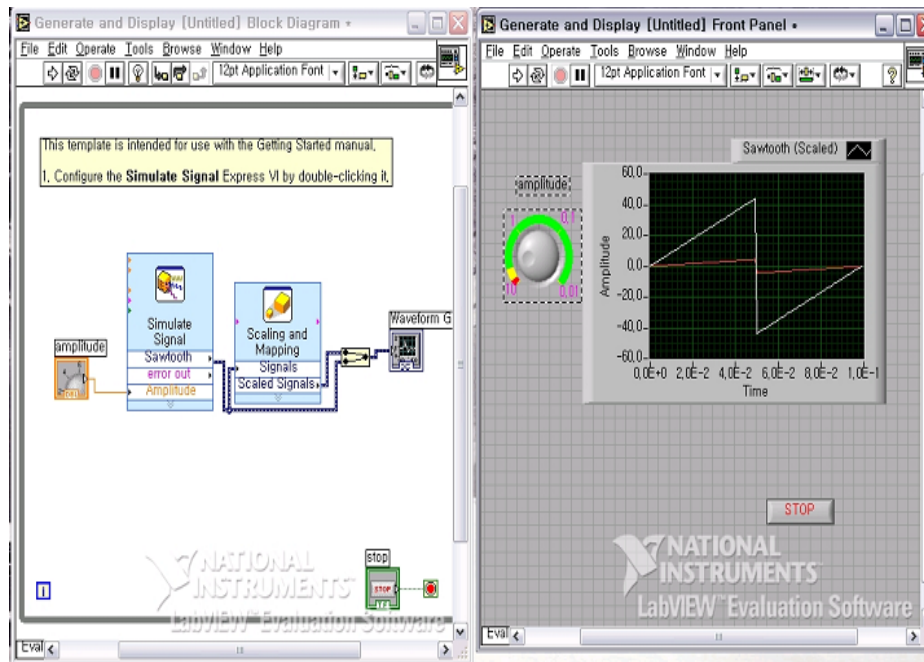 Generate and Display [Untitled] Block Diagram *
File Edit Operate Tools Browse Window Help
12pt Application Font
This template is intended for use with the Getting Started manual.
1. Configure the Simulate Signal Express VI by double-clicking it.
Simulate
Signal
Sawtooth
error out
Amplitude
Scaling and
Mapping
Signals
Scaled Signals
Waveform G
amplitude
stop
STOP
TF
i
NATIONAL
INSTRUMENTS
LabVIEW Evaluation Software
Eval
Generate and Display [Untitled] Front Panel *
File Edit Operate Tools Browse Window Help
12pt Application Font
Sawtooth (Scaled)
amplitude
1 0.1
10 0.01
Amplitude
60.0
40.0
20.0
0.0
-20.0
-40.0
-60.0
0.0E+0 2.0E-2 4.0E-2 6.0E-2 8.0E-2 1.0E-1
Time
STOP
NATIONAL
INSTRUMENTS™
LabVIEW™ Evaluation Software
Eval